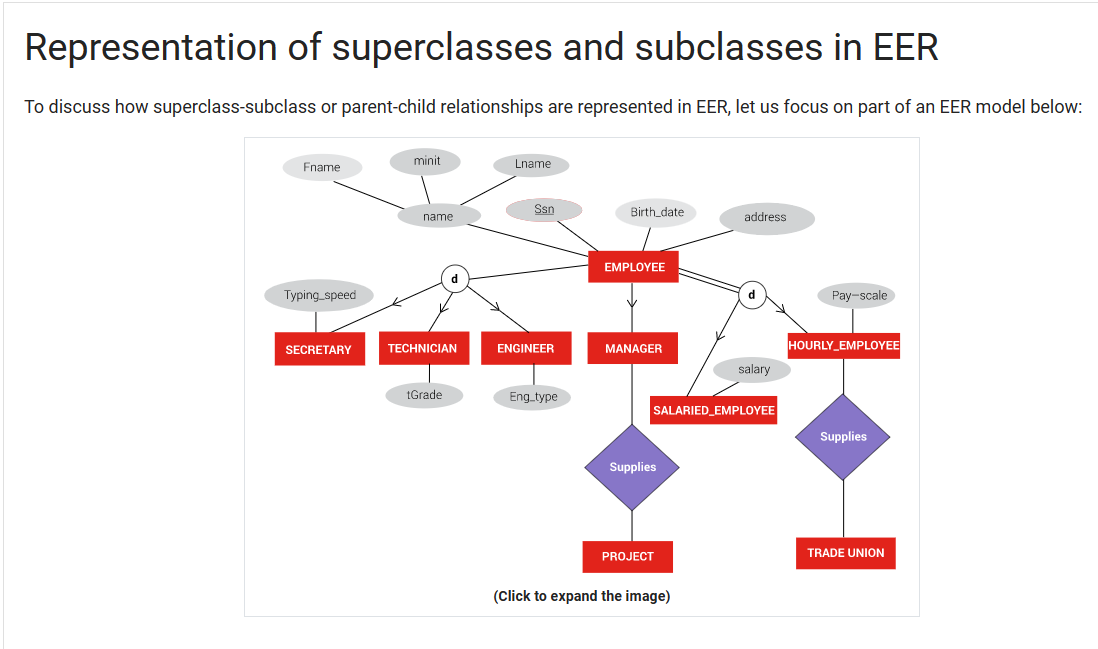 Representation of superclasses and subclasses in EER
To discuss how superclass-subclass or parent-child relationships are represented in EER, let us focus on part of an EER model below:
Fname
minit
Lname
name
Ssn
Birth_date
address
EMPLOYEE
d
d
Typing_speed
Pay-scale
SECRETARY
TECHNICIAN
ENGINEER
MANAGER
HOURLY_EMPLOYEE
tGrade
Eng_type
salary
SALARIED_EMPLOYEE
Supplies
Supplies
PROJECT
TRADE UNION
(Click to expand the image)